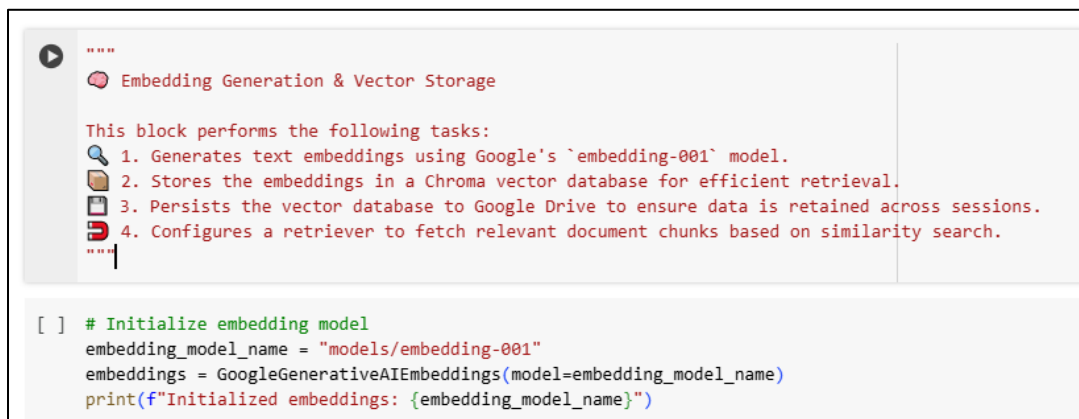 """
🧠 Embedding Generation & Vector Storage
This block performs the following tasks:
🔍 1. Generates text embeddings using Google's `embedding-001` model.
📦 2. Stores the embeddings in a Chroma vector database for efficient retrieval.
💾 3. Persists the vector database to Google Drive to ensure data is retained across sessions.
🧲 4. Configures a retriever to fetch relevant document chunks based on similarity search.
"""
[ ] # Initialize embedding model
embedding_model_name = "models/embedding-001"
embeddings = GoogleGenerativeAIEmbeddings(model=embedding_model_name)
print(f"Initialized embeddings: {embedding_model_name}")